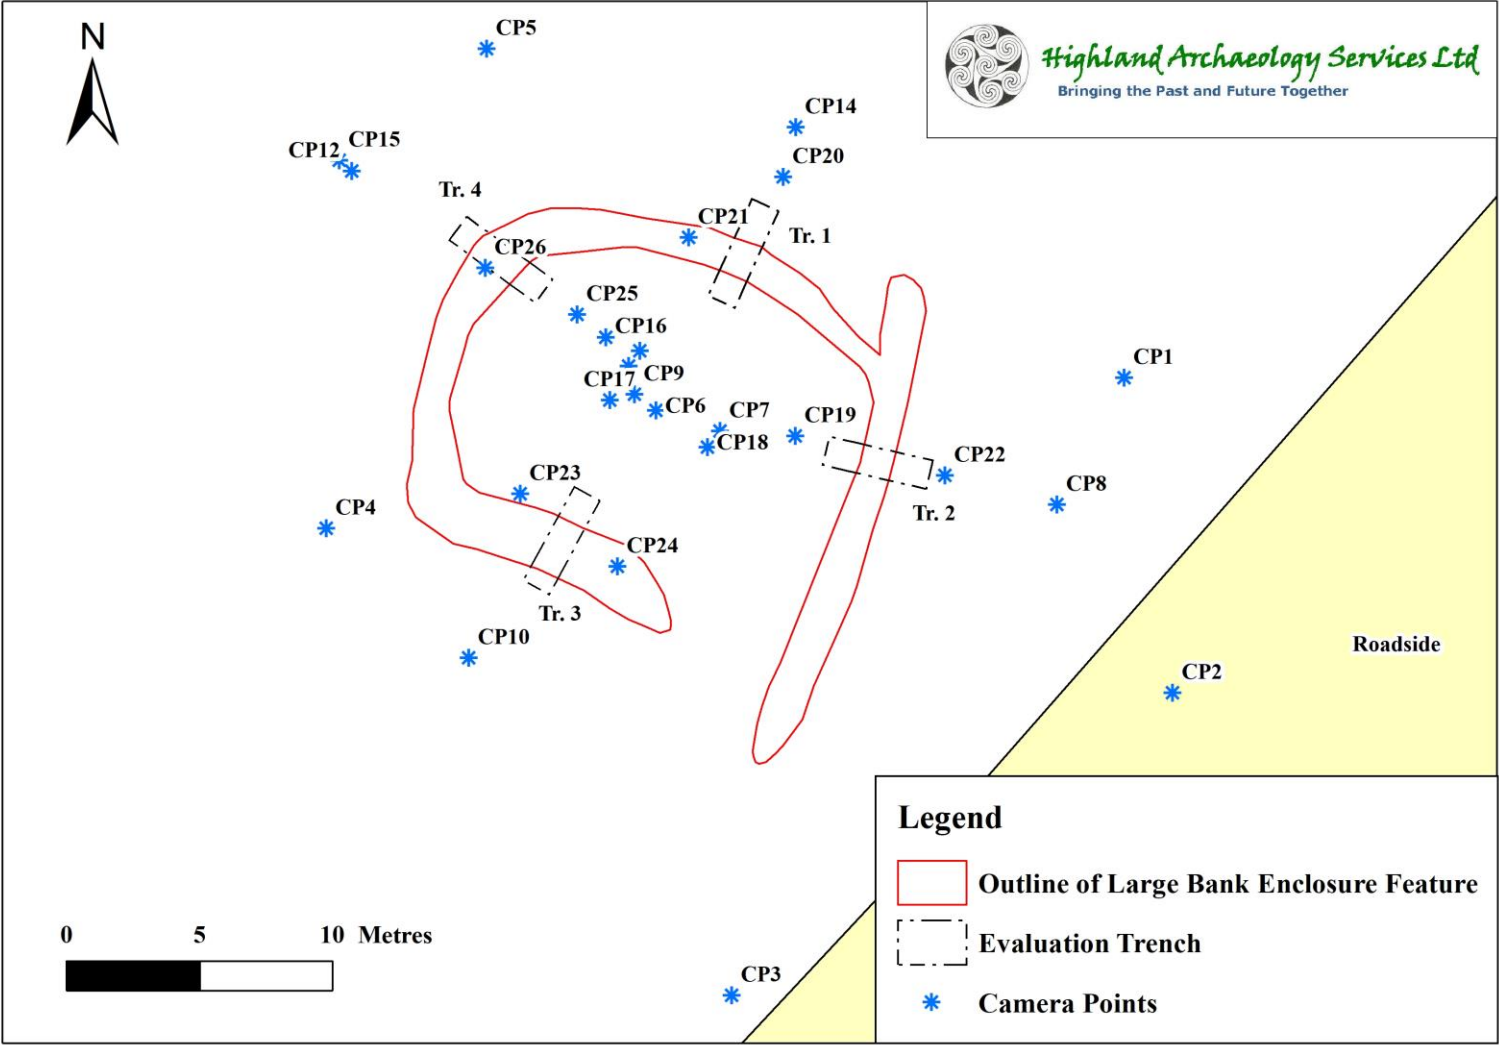 N
CP5
Highland Archaeology Services Ltd
Bringing the Past and Future Together
CP14
CP15
CP12
CP20
Tr. 4
CP21
Tr. 1
CP26
CP25
CP16
CP1
CP9
CP17
CP6
CP7
CP19
CP18
CP22
CP23
CP8
CP4
Tr. 2
CP24
Tr. 3
CP10
Roadside
CP2
Legend
Outline of Large Bank Enclosure Feature
Evaluation Trench
Camera Points
0 5 10 Metres
CP3